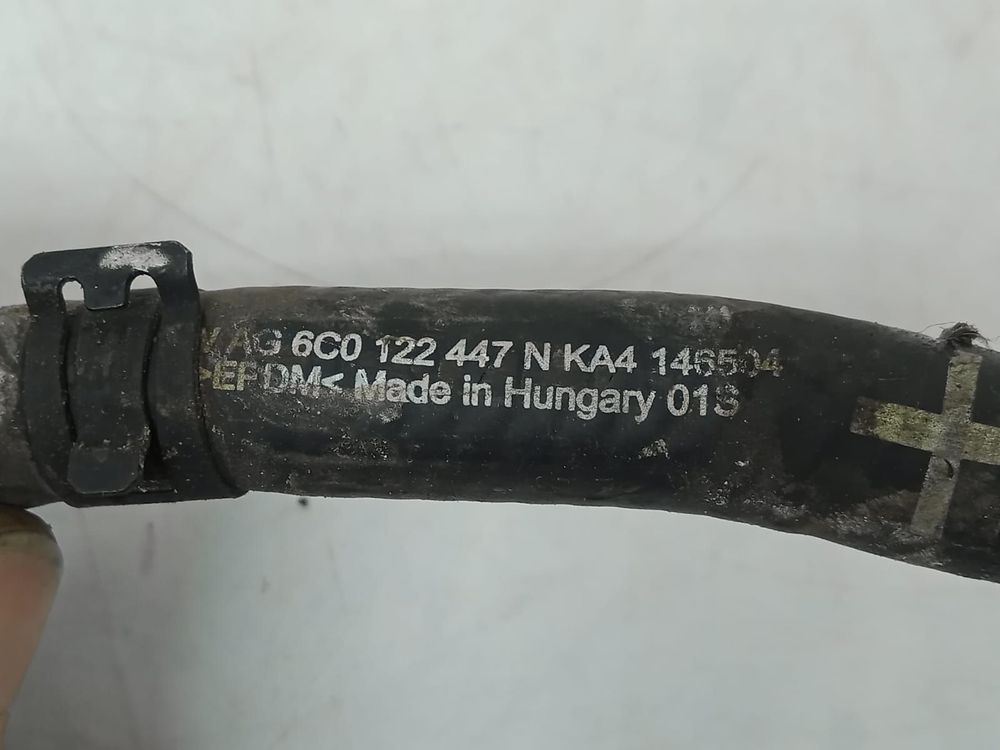 VAG 6C0 122 447 N KA4 146504
>EPDM< Made in Hungary 01S